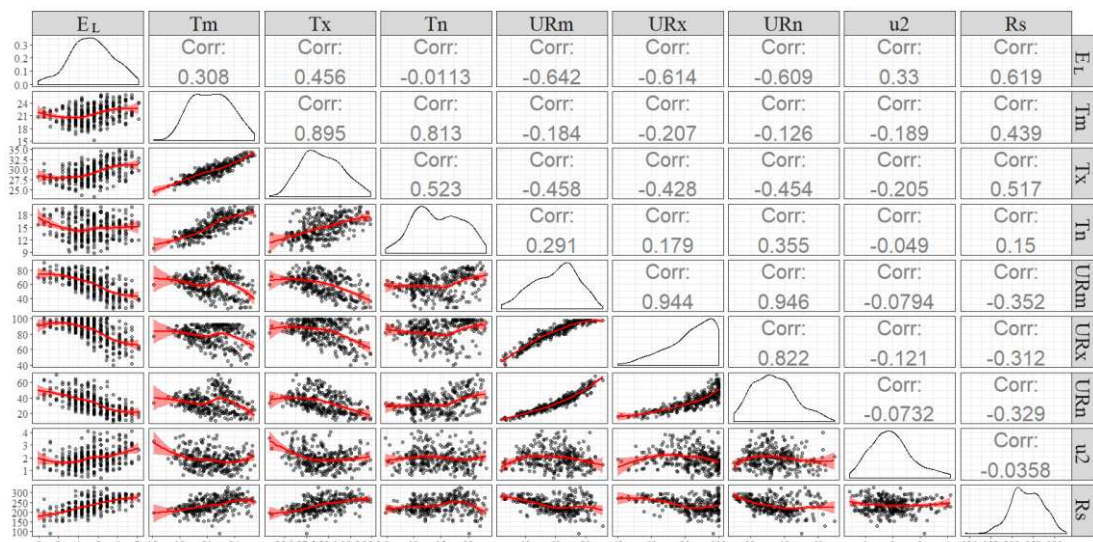 E_L Tm Tx Tn URm URx URn u2 Rs
0.3 Corr: Corr: Corr: Corr: Corr: Corr: Corr: Corr: E_L
0.2
0.1 0.308 0.456 -0.0113 -0.642 -0.614 -0.609 0.33 0.619
0.0
24 Corr: Corr: Corr: Corr: Corr: Corr: Corr: Tm
21
18 0.895 0.813 -0.184 -0.207 -0.126 -0.189 0.439
15
35.0 Corr: Corr: Corr: Corr: Corr: Corr: Tx
32.5
30.0
27.5 0.523 -0.458 -0.428 -0.454 -0.205 0.517
25.0
18 Corr: Corr: Corr: Corr: Corr: Tn
15
12 0.291 0.179 0.355 -0.049 0.15
9
80 Corr: Corr: Corr: Corr: URm
60
40 0.944 0.946 -0.0794 -0.352
100 Corr: Corr: Corr: URx
80
60 0.822 -0.121 -0.312
40
60 Corr: Corr: URn
40
20 -0.0732 -0.329
4 Corr: u2
3
2 -0.0358
1
300 Rs
250
200
150
100